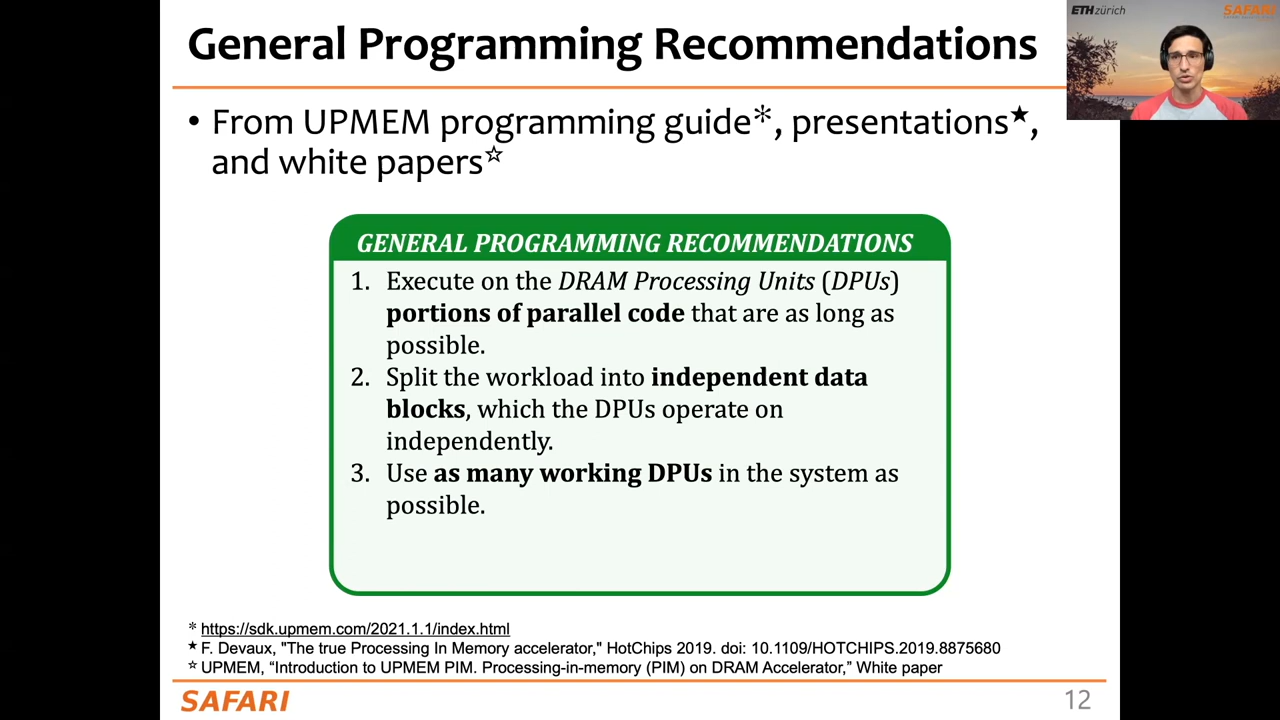 General Programming Recommendations
ETH zürich
SAFARI
• From UPMEM programming guide*, presentations★,
and white papers☆
GENERAL PROGRAMMING RECOMMENDATIONS
1. Execute on the DRAM Processing Units (DPUs)
portions of parallel code that are as long as
possible.
2. Split the workload into independent data
blocks, which the DPUs operate on
independently.
3. Use as many working DPUs in the system as
possible.
* https://sdk.upmem.com/2021.1.1/index.html
★ F. Devaux, "The true Processing In Memory accelerator," HotChips 2019. doi: 10.1109/HOTCHIPS.2019.8875680
☆ UPMEM, “Introduction to UPMEM PIM. Processing-in-memory (PIM) on DRAM Accelerator,” White paper
SAFARI
12